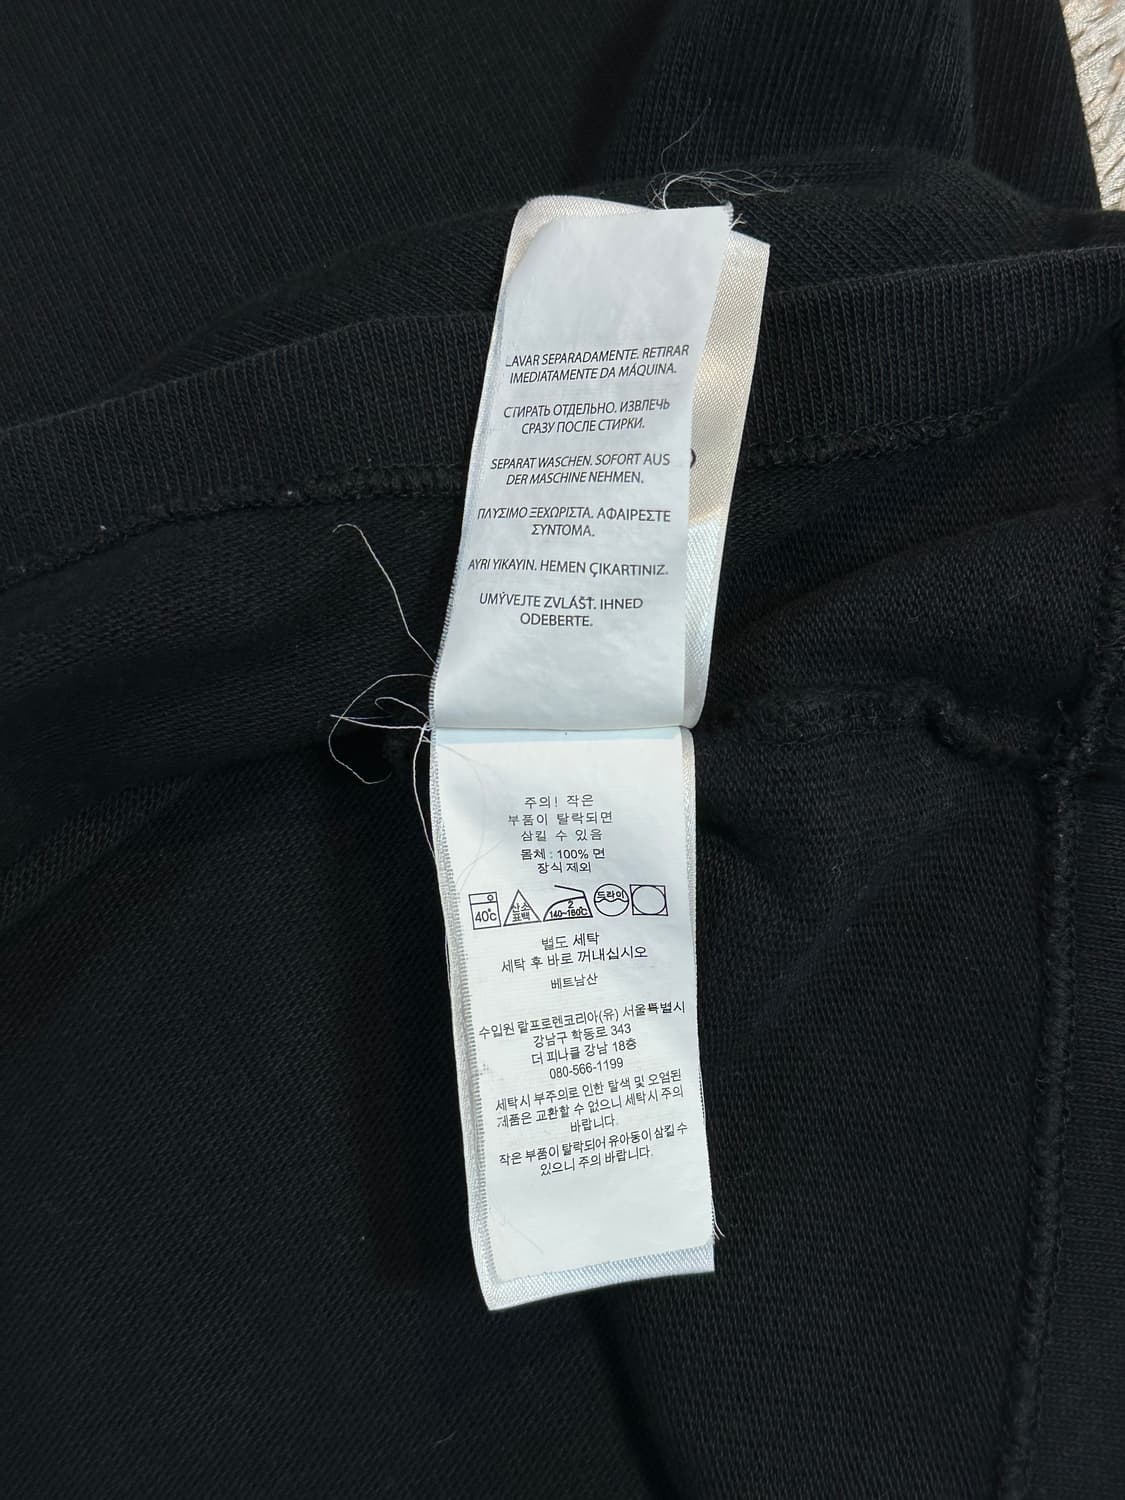 LAVAR SEPARADAMENTE. RETIRAR
IMEDIATAMENTE DA MÁQUINA.
СТИРАТЬ ОТДЕЛЬНО. ИЗВЛЕЧЬ
СРАЗУ ПОСЛЕ СТИРКИ.
SEPARAT WASCHEN. SOFORT AUS
DER MASCHINE NEHMEN.
ΠΛΥΣΙΜΟ ΞΕΧΩΡΙΣΤΑ. ΑΦΑΙΡΕΣΤΕ
ΣΥΝΤΟΜΑ.
AYRI YIKAYIN. HEMEN ÇIKARTINIZ.
UMÝVEJTE ZVLÁŠŤ. IHNED
ODEBERTE.
주의! 작은
부품이 탈락되면
삼킬 수 있음
몸체 : 100% 면
장식 제외
40℃ 산소 표백 2 140~160℃ 드라이
별도 세탁
세탁 후 바로 꺼내십시오
베트남산
수입원 랄프로렌코리아(유) 서울특별시
강남구 학동로 343
더 피나클 강남 18층
080-566-1199
세탁시 부주의로 인한 탈색 및 오염된
제품은 교환할 수 없으니 세탁시 주의
바랍니다.
작은 부품이 탈락되어 유아동이 삼킬 수
있으니 주의 바랍니다.